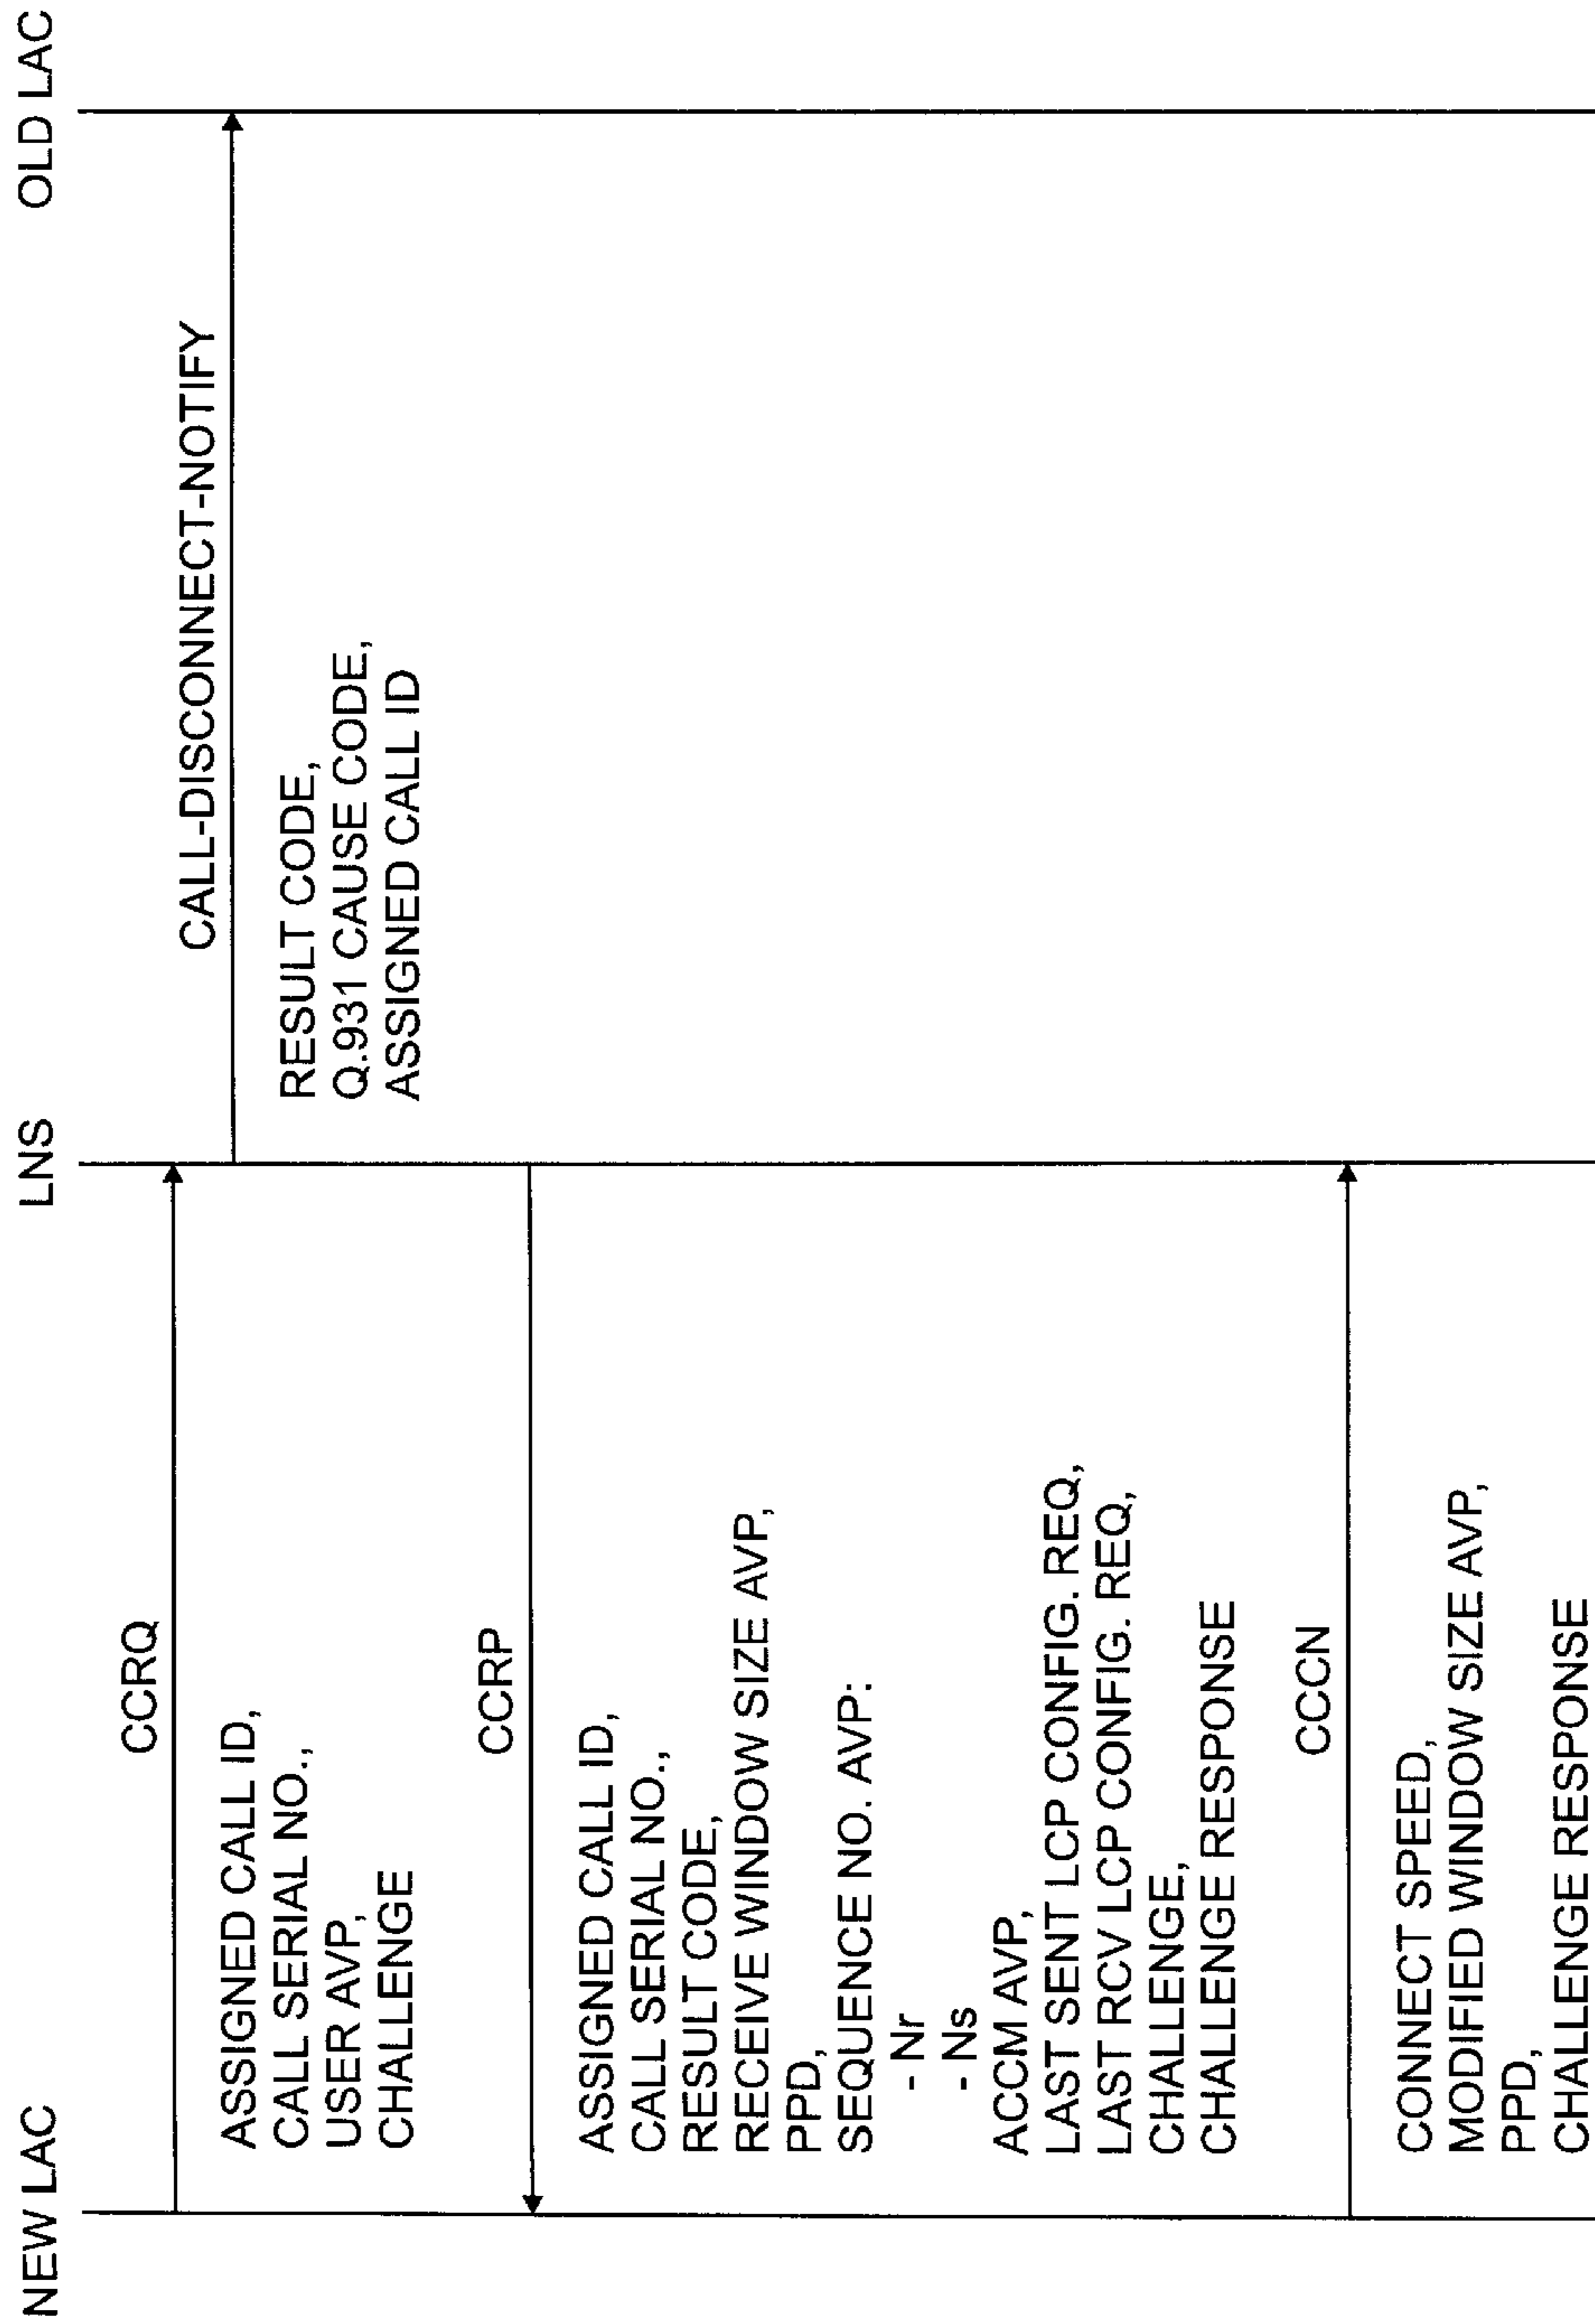 NEW LAC
LNS
OLD LAC
CCRQ
ASSIGNED CALL ID,
CALL SERIAL NO.,
USER AVP,
CHALLENGE
CALL-DISCONNECT-NOTIFY
RESULT CODE,
Q.931 CAUSE CODE,
ASSIGNED CALL ID
CCRP
ASSIGNED CALL ID,
CALL SERIAL NO.,
RESULT CODE,
RECEIVE WINDOW SIZE AVP,
PPD,
SEQUENCE NO. AVP:
- Nr
- Ns
ACCM AVP,
LAST SENT LCP CONFIG. REQ,
LAST RCV LCP CONFIG. REQ,
CHALLENGE,
CHALLENGE RESPONSE
CCCN
CONNECT SPEED,
MODIFIED WINDOW SIZE AVP,
PPD,
CHALLENGE RESPONSE